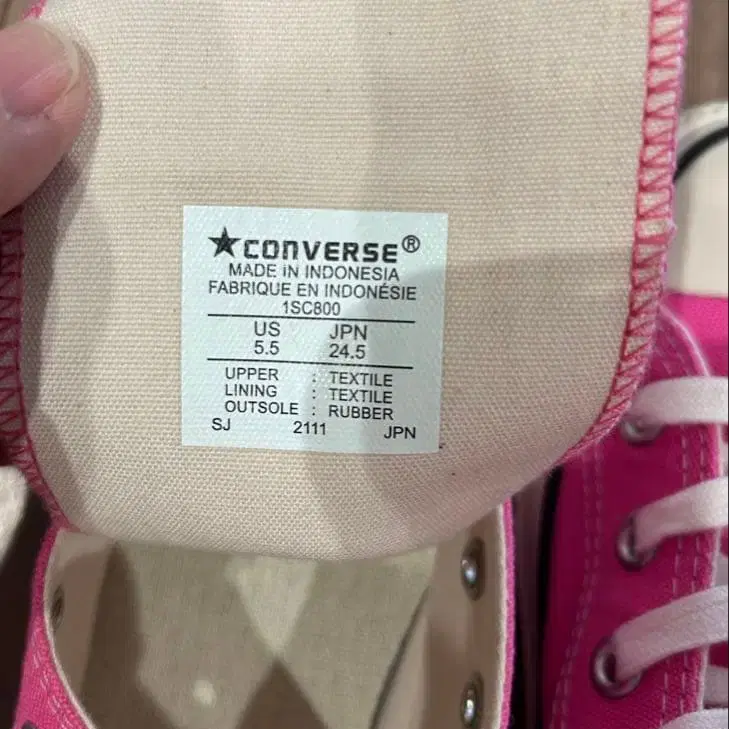 ★CONVERSE®
MADE IN INDONESIA
FABRIQUE EN INDONÉSIE
1SC800
US JPN
5.5 24.5
UPPER : TEXTILE
LINING : TEXTILE
OUTSOLE : RUBBER
SJ 2111 JPN